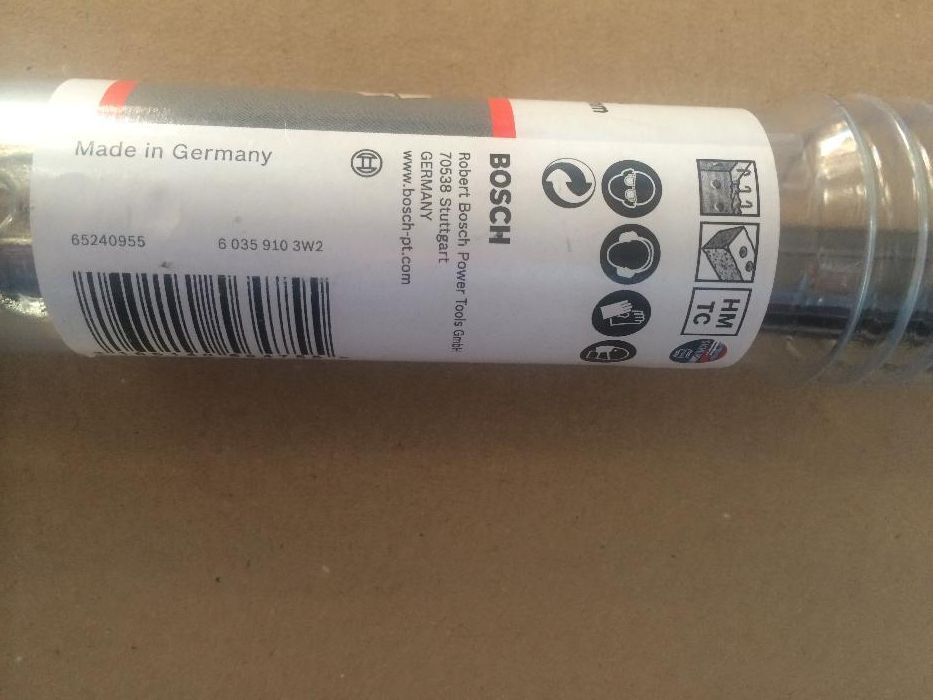 Made in Germany
65240955
6 035 910 3W2
BOSCH
Robert Bosch Power Tools GmbH
70538 Stuttgart
GERMANY
www.bosch-pt.com
HM
TC